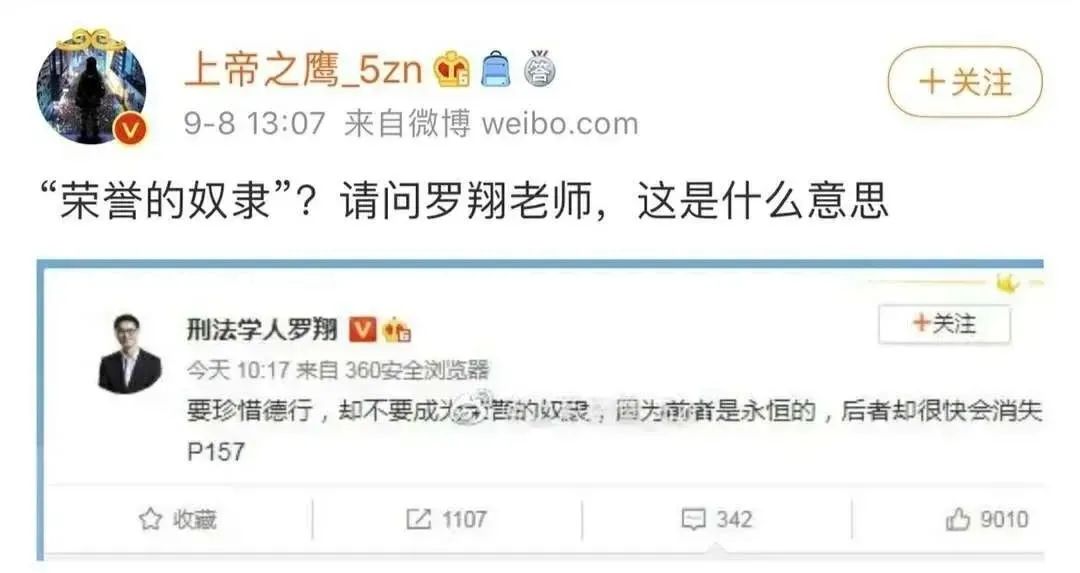 上帝之鹰_5zn
9-8 13:07 来自微博 weibo.com
+关注
“荣誉的奴隶”？请问罗翔老师，这是什么意思
刑法学人罗翔
今天 10:17 来自 360安全浏览器
+关注
要珍惜德行，却不要成为誉的奴隶，因为前者是永恒的，后者却很快会消失
P157
收藏 1107 342 9010